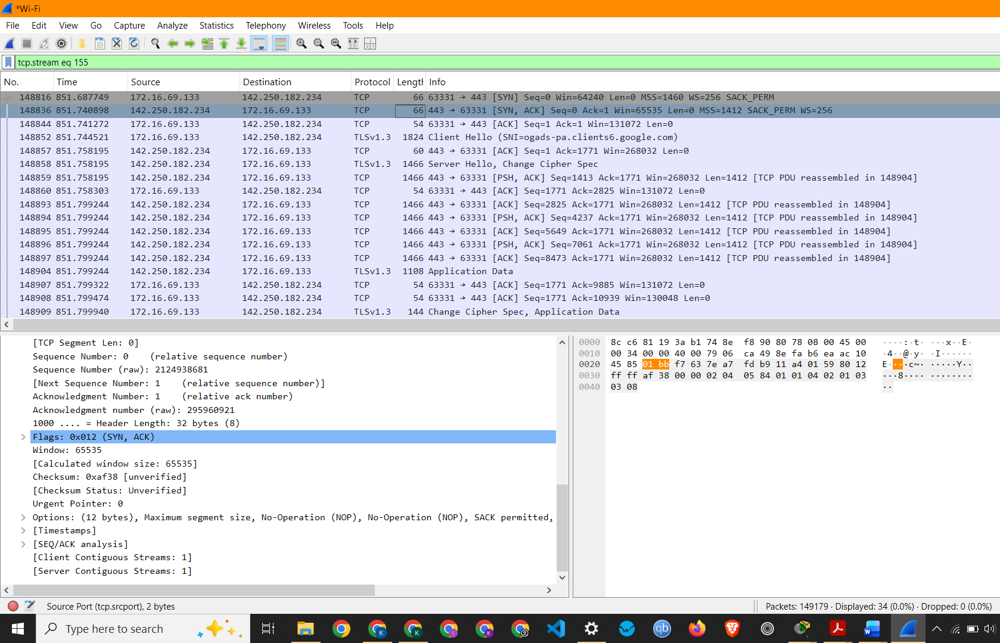 *Wi-Fi
File Edit View Go Capture Analyze Statistics Telephony Wireless Tools Help
tcp.stream eq 155
No. Time Source Destination Protocol Length Info
148816 851.687749 172.16.69.133 142.250.182.234 TCP 66 63331 → 443 [SYN] Seq=0 Win=64240 Len=0 MSS=1460 WS=256 SACK_PERM
148836 851.740898 142.250.182.234 172.16.69.133 TCP 66 443 → 63331 [SYN, ACK] Seq=0 Ack=1 Win=65535 Len=0 MSS=1412 SACK_PERM WS=256
148844 851.741272 172.16.69.133 142.250.182.234 TCP 54 63331 → 443 [ACK] Seq=1 Ack=1 Win=131072 Len=0
148852 851.744521 172.16.69.133 142.250.182.234 TLSv1.3 1824 Client Hello (SNI=ogads-pa.clients6.google.com)
148857 851.758195 142.250.182.234 172.16.69.133 TCP 60 443 → 63331 [ACK] Seq=1 Ack=1771 Win=268032 Len=0
148858 851.758195 142.250.182.234 172.16.69.133 TLSv1.3 1466 Server Hello, Change Cipher Spec
148859 851.758195 142.250.182.234 172.16.69.133 TCP 1466 443 → 63331 [PSH, ACK] Seq=1413 Ack=1771 Win=268032 Len=1412 [TCP PDU reassembled in 148904]
148860 851.758303 172.16.69.133 142.250.182.234 TCP 54 63331 → 443 [ACK] Seq=1771 Ack=2825 Win=131072 Len=0
148893 851.799244 142.250.182.234 172.16.69.133 TCP 1466 443 → 63331 [ACK] Seq=2825 Ack=1771 Win=268032 Len=1412 [TCP PDU reassembled in 148904]
148894 851.799244 142.250.182.234 172.16.69.133 TCP 1466 443 → 63331 [PSH, ACK] Seq=4237 Ack=1771 Win=268032 Len=1412 [TCP PDU reassembled in 148904]
148895 851.799244 142.250.182.234 172.16.69.133 TCP 1466 443 → 63331 [ACK] Seq=5649 Ack=1771 Win=268032 Len=1412 [TCP PDU reassembled in 148904]
148896 851.799244 142.250.182.234 172.16.69.133 TCP 1466 443 → 63331 [PSH, ACK] Seq=7061 Ack=1771 Win=268032 Len=1412 [TCP PDU reassembled in 148904]
148897 851.799244 142.250.182.234 172.16.69.133 TCP 1466 443 → 63331 [ACK] Seq=8473 Ack=1771 Win=268032 Len=1412 [TCP PDU reassembled in 148904]
148904 851.799244 142.250.182.234 172.16.69.133 TLSv1.3 1108 Application Data
148907 851.799322 172.16.69.133 142.250.182.234 TCP 54 63331 → 443 [ACK] Seq=1771 Ack=9885 Win=131072 Len=0
148908 851.799474 172.16.69.133 142.250.182.234 TCP 54 63331 → 443 [ACK] Seq=1771 Ack=10939 Win=130048 Len=0
148909 851.799940 172.16.69.133 142.250.182.234 TLSv1.3 144 Change Cipher Spec, Application Data
[TCP Segment Len: 0]
Sequence Number: 0 (relative sequence number)
Sequence Number (raw): 2124938681
[Next Sequence Number: 1 (relative sequence number)]
Acknowledgment Number: 1 (relative ack number)
Acknowledgment number (raw): 295960921
1000 .... = Header Length: 32 bytes (8)
Flags: 0x012 (SYN, ACK)
Window: 65535
[Calculated window size: 65535]
Checksum: 0xaf38 [unverified]
[Checksum Status: Unverified]
Urgent Pointer: 0
Options: (12 bytes), Maximum segment size, No-Operation (NOP), No-Operation (NOP), SACK permitted,
[Timestamps]
[SEQ/ACK analysis]
[Client Contiguous Streams: 1]
[Server Contiguous Streams: 1]
0000 8c c6 81 19 3a b1 74 8e f8 90 80 78 08 00 45 00 ····:·t· ···x··E·
0010 00 34 00 00 40 00 79 06 ca 49 8e fa b6 ea ac 10 ·4··@·y· ·I······
0020 45 85 01 bb f7 63 7e a7 fd b9 11 a4 01 59 80 12 E····c~· ·····Y··
0030 ff ff af 38 00 00 02 04 05 84 01 01 04 02 01 03 ···8···· ········
0040 03 08 ··
Source Port (tcp.srcport), 2 bytes
Packets: 149179 · Displayed: 34 (0.0%) · Dropped: 0 (0.0%)
Type here to search